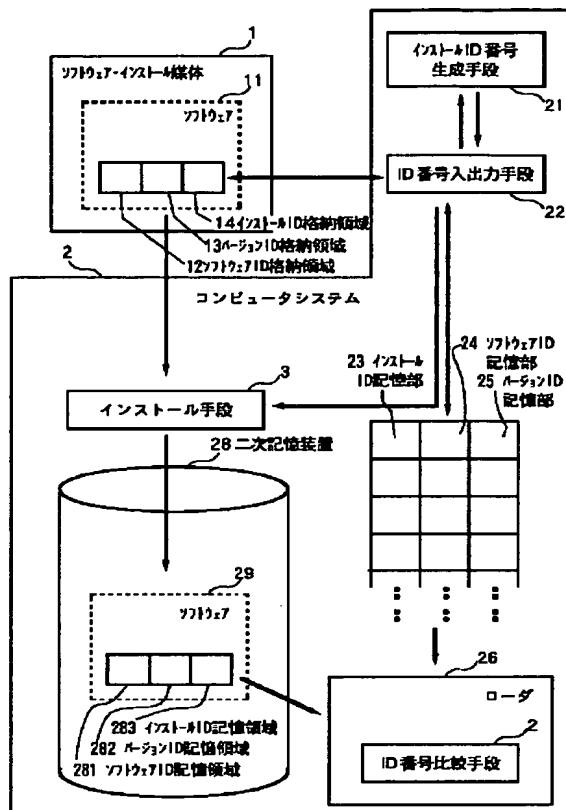 1
ソフトウェア・インストール媒体
11
ソフトウェア
14インストールID格納領域
13バージョンID格納領域
12ソフトウェアID格納領域
インストールID番号
生成手段
21
ID番号入出力手段
22
2
コンピュータシステム
3
インストール手段
23 インストール
ID記憶部
24 ソフトウェアID
記憶部
25 バージョンID
記憶部
28 二次記憶装置
29
ソフトウェア
283 インストールID記憶領域
282 バージョンID記憶領域
281 ソフトウェアID記憶領域
26
ローダ
2
ID番号比較手段